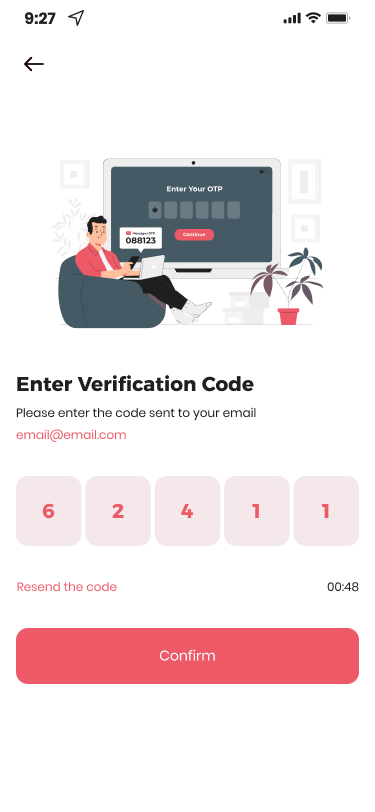 9:27
Enter Your OTP
Messages OTP
088123
Continue
Enter Verification Code
Please enter the code sent to your email
email@email.com
6 2 4 1 1
Resend the code 00:48
Confirm